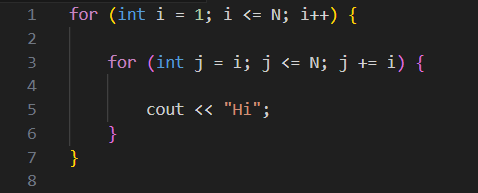 1 for (int i = 1; i <= N; i++) {
2
3 for (int j = i; j <= N; j += i) {
4
5 cout << "Hi";
6 }
7 }
8